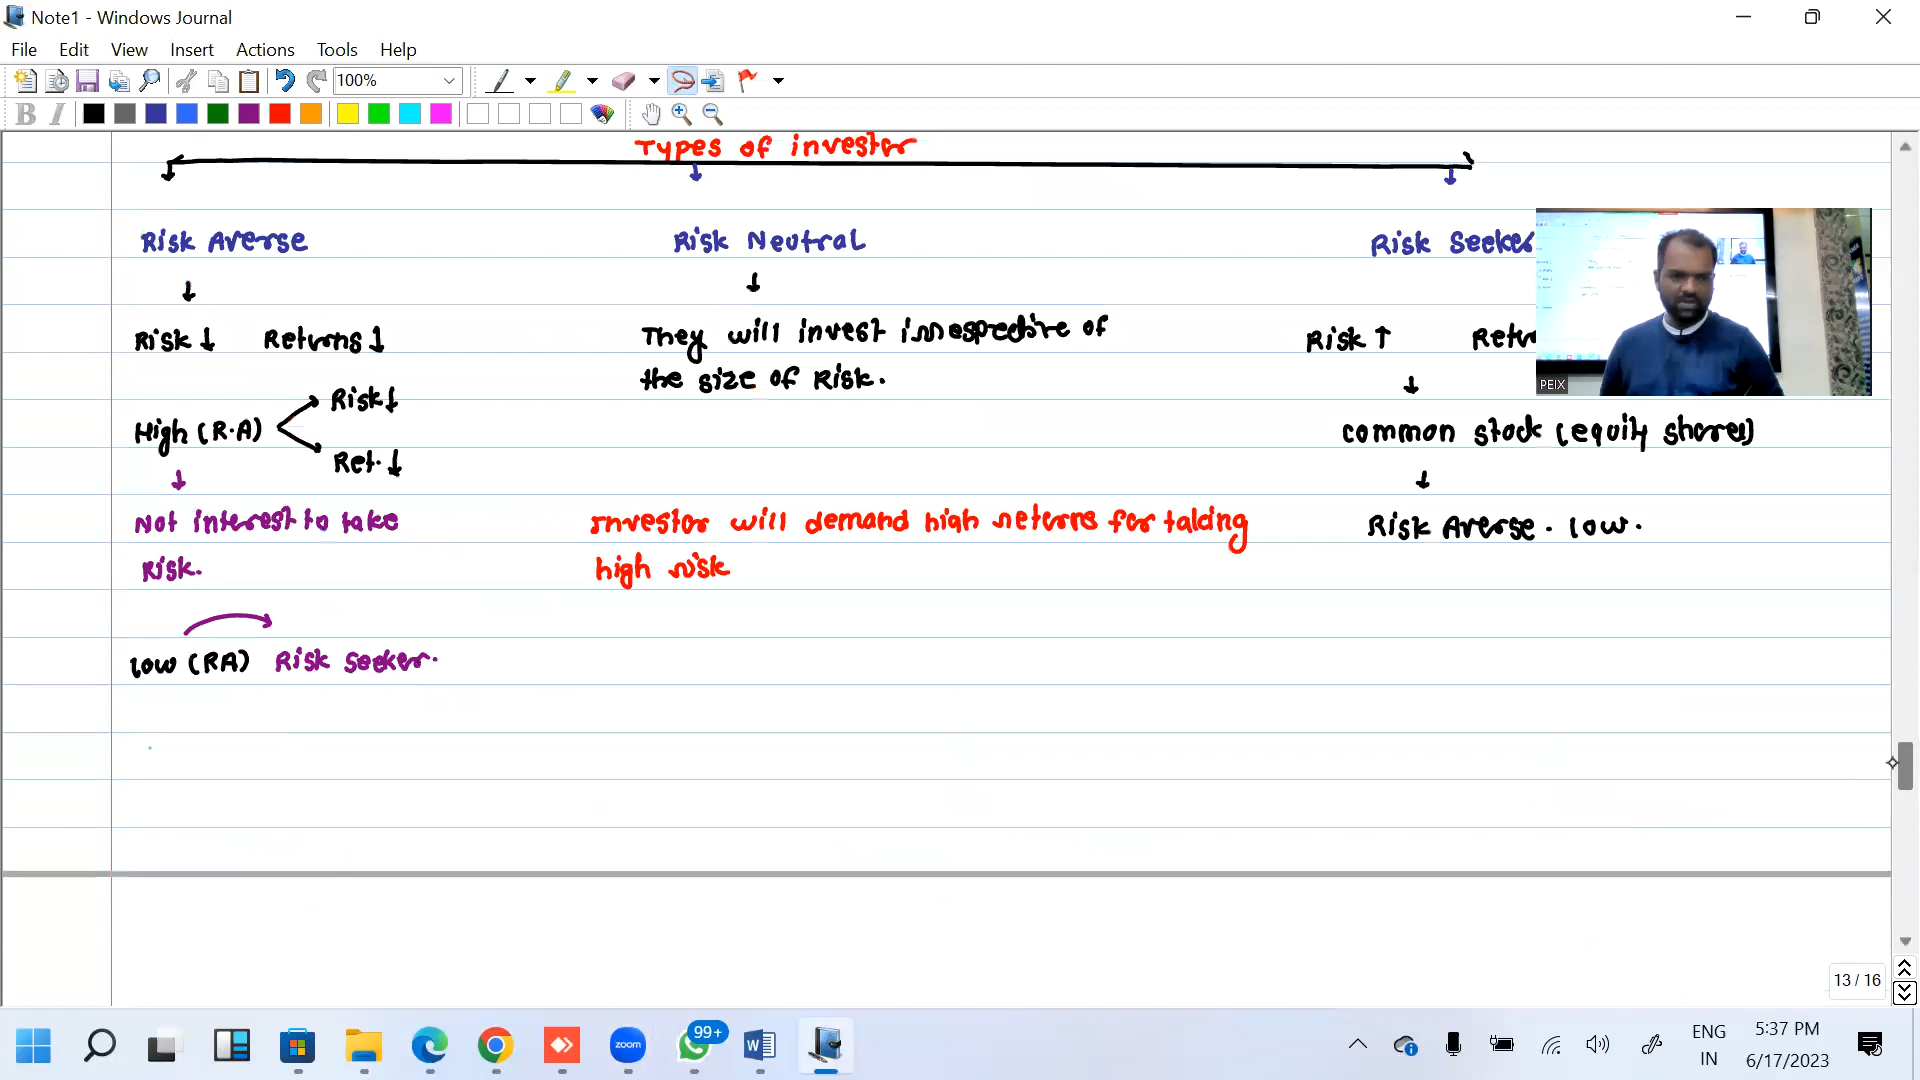 Note1 - Windows Journal
File Edit View Insert Actions Tools Help
100%
B I
Types of investor
Risk Averse
Risk Neutral
Risk Seeker
Risk ↓ Returns ↓
They will invest irrespective of
the size of Risk.
Risk ↑
PEIX
High (R.A)
Risk ↓
Ret. ↓
common stock (equity shares)
Not interest to take
Risk.
Investor will demand high returns for taking
high risk
Risk Averse. low.
low (RA) Risk seeker.
13 / 16
99+
zoom
ENG
IN
5:37 PM
6/17/2023